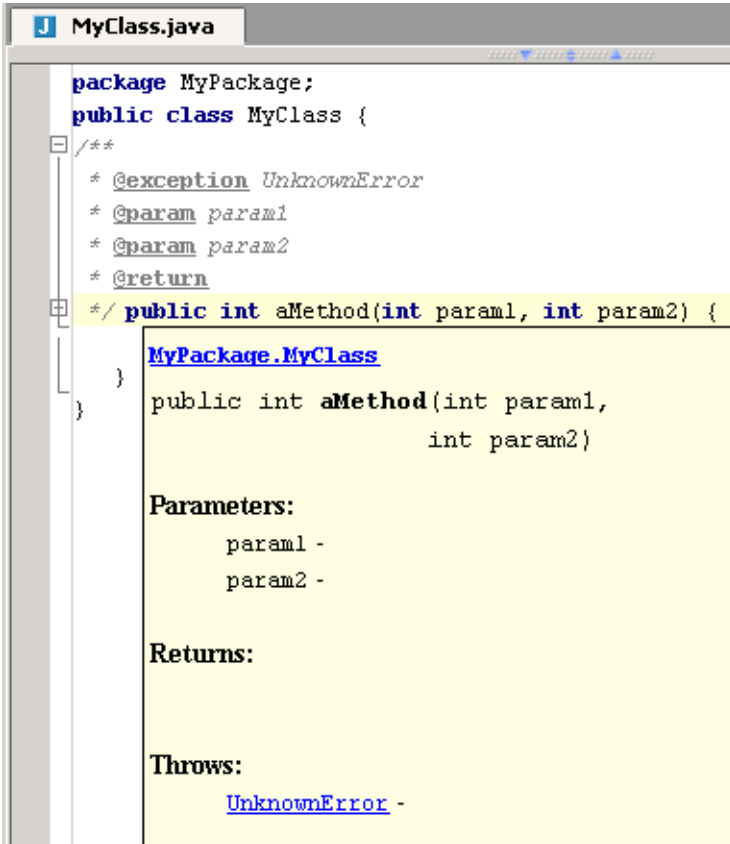 J MyClass.java
package MyPackage;
public class MyClass {
/**
* @exception UnknownError
* @param param1
* @param param2
* @return
*/ public int aMethod(int param1, int param2) {
MyPackage.MyClass
public int aMethod(int param1,
int param2)
Parameters:
param1 -
param2 -
Returns:
Throws:
UnknownError -
}
}